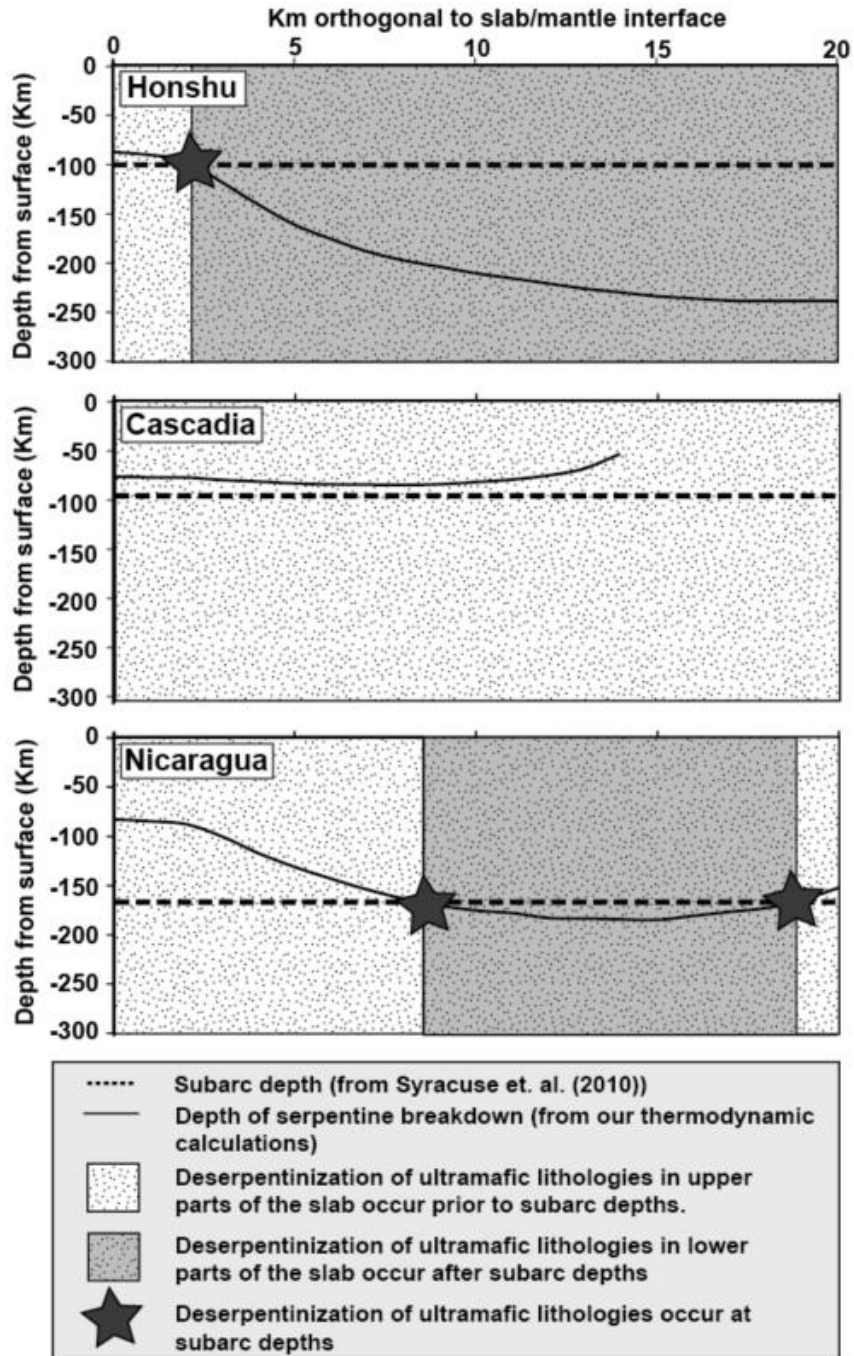 Km orthogonal to slab/mantle interface
0 5 10 15 20
Depth from surface (Km)
0
-50
-100
-150
-200
-250
-300
Honshu
Depth from surface (Km)
0
-50
-100
-150
-200
-250
-300
Cascadia
Depth from surface (Km)
0
-50
-100
-150
-200
-250
-300
Nicaragua
Subarc depth (from Syracuse et. al. (2010))
Depth of serpentine breakdown (from our thermodynamic
calculations)
Deserpentinization of ultramafic lithologies in upper
parts of the slab occur prior to subarc depths.
Deserpentinization of ultramafic lithologies in lower
parts of the slab occur after subarc depths
Deserpentinization of ultramafic lithologies occur at
subarc depths